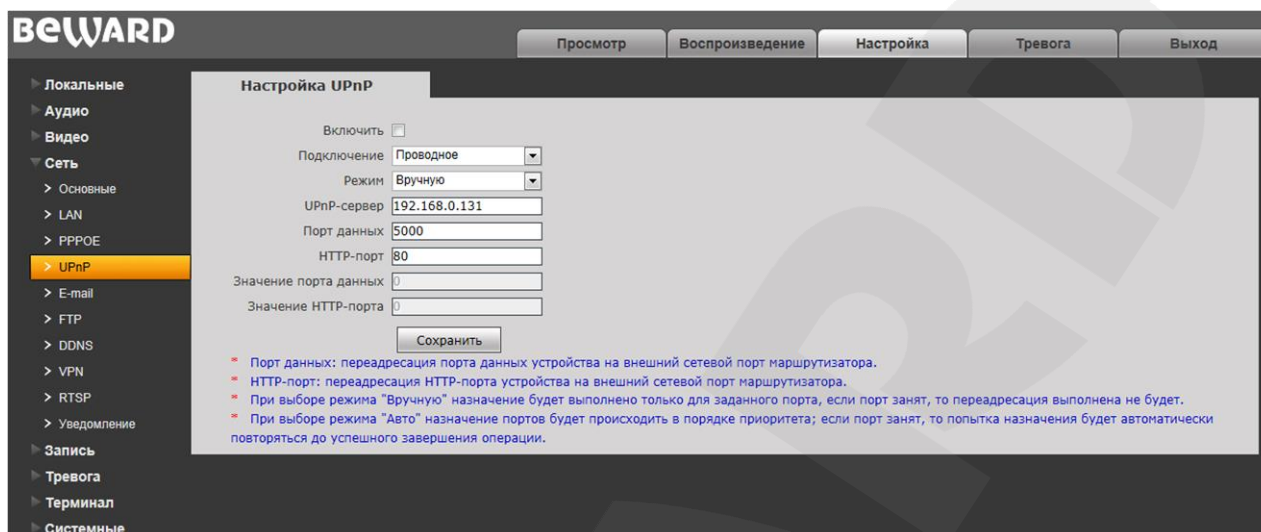 BEWARD
Просмотр
Воспроизведение
Настройка
Тревога
Выход
Локальные
Аудио
Видео
Сеть
Основные
LAN
PPPOE
UPnP
E-mail
FTP
DDNS
VPN
RTSP
Уведомление
Запись
Тревога
Терминал
Системные
Настройка UPnP
Включить
Подключение Проводное
Режим Вручную
UPnP-сервер 192.168.0.131
Порт данных 5000
HTTP-порт 80
Значение порта данных 0
Значение HTTP-порта 0
Сохранить
* Порт данных: переадресация порта данных устройства на внешний сетевой порт маршрутизатора.
* HTTP-порт: переадресация HTTP-порта устройства на внешний сетевой порт маршрутизатора.
* При выборе режима "Вручную" назначение будет выполнено только для заданного порта, если порт занят, то переадресация выполнена не будет.
* При выборе режима "Авто" назначение портов будет происходить в порядке приоритета; если порт занят, то попытка назначения будет автоматически
повторяться до успешного завершения операции.